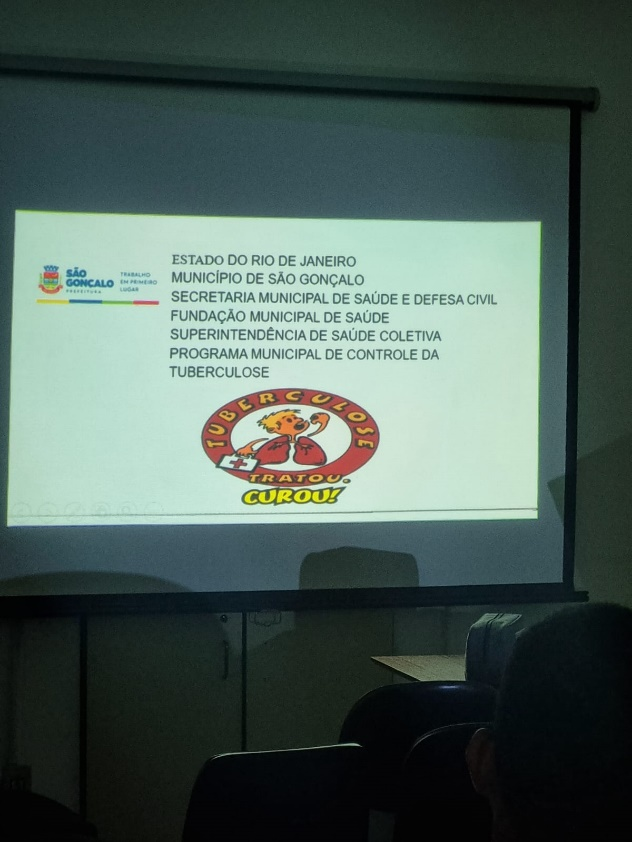 SÃO
GONÇALO
PREFEITURA
TRABALHO
EM PRIMEIRO
LUGAR
ESTADO DO RIO DE JANEIRO
MUNICÍPIO DE SÃO GONÇALO
SECRETARIA MUNICIPAL DE SAÚDE E DEFESA CIVIL
FUNDAÇÃO MUNICIPAL DE SAÚDE
SUPERINTENDÊNCIA DE SAÚDE COLETIVA
PROGRAMA MUNICIPAL DE CONTROLE DA
TUBERCULOSE
TUBERCULOSE
TRATOU.
CUROU!